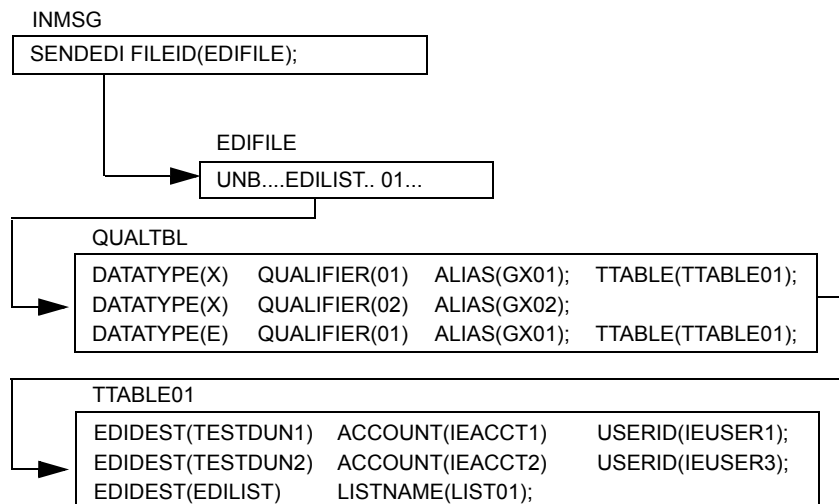 INMSG
SENDEDI FILEID(EDIFILE);
EDIFILE
UNB....EDILIST.. 01...
QUALTBL
DATATYPE(X) QUALIFIER(01) ALIAS(GX01); TTABLE(TTABLE01);
DATATYPE(X) QUALIFIER(02) ALIAS(GX02);
DATATYPE(E) QUALIFIER(01) ALIAS(GX01); TTABLE(TTABLE01);
TTABLE01
EDIDEST(TESTDUN1) ACCOUNT(IEACCT1) USERID(IEUSER1);
EDIDEST(TESTDUN2) ACCOUNT(IEACCT2) USERID(IEUSER3);
EDIDEST(EDILIST) LISTNAME(LIST01);